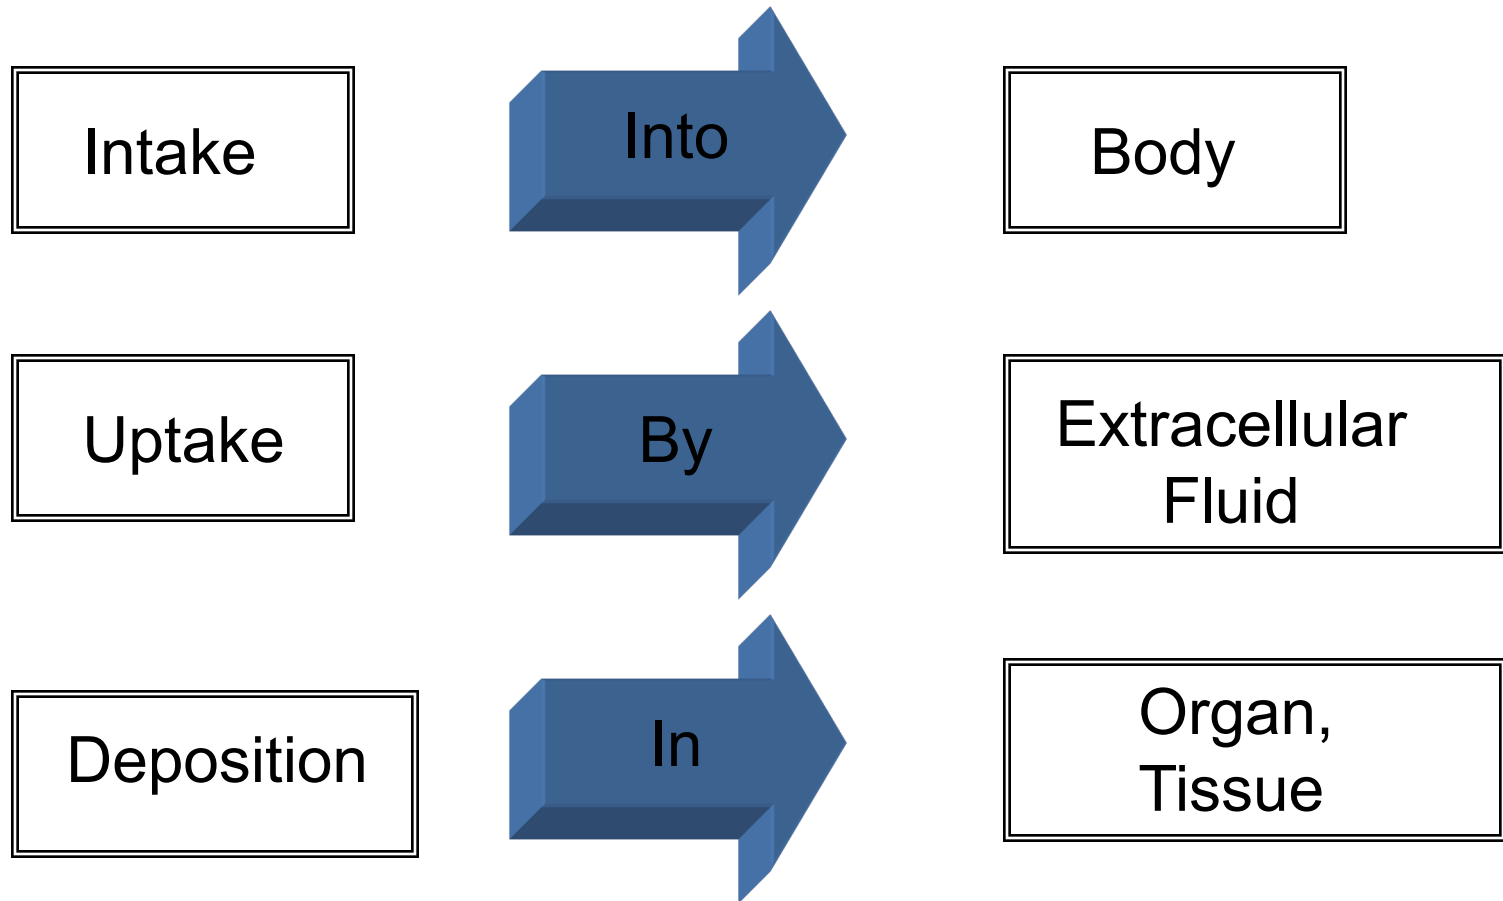 Intake
Into
Body
Uptake
By
Extracellular
Fluid
Deposition
In
Organ,
Tissue